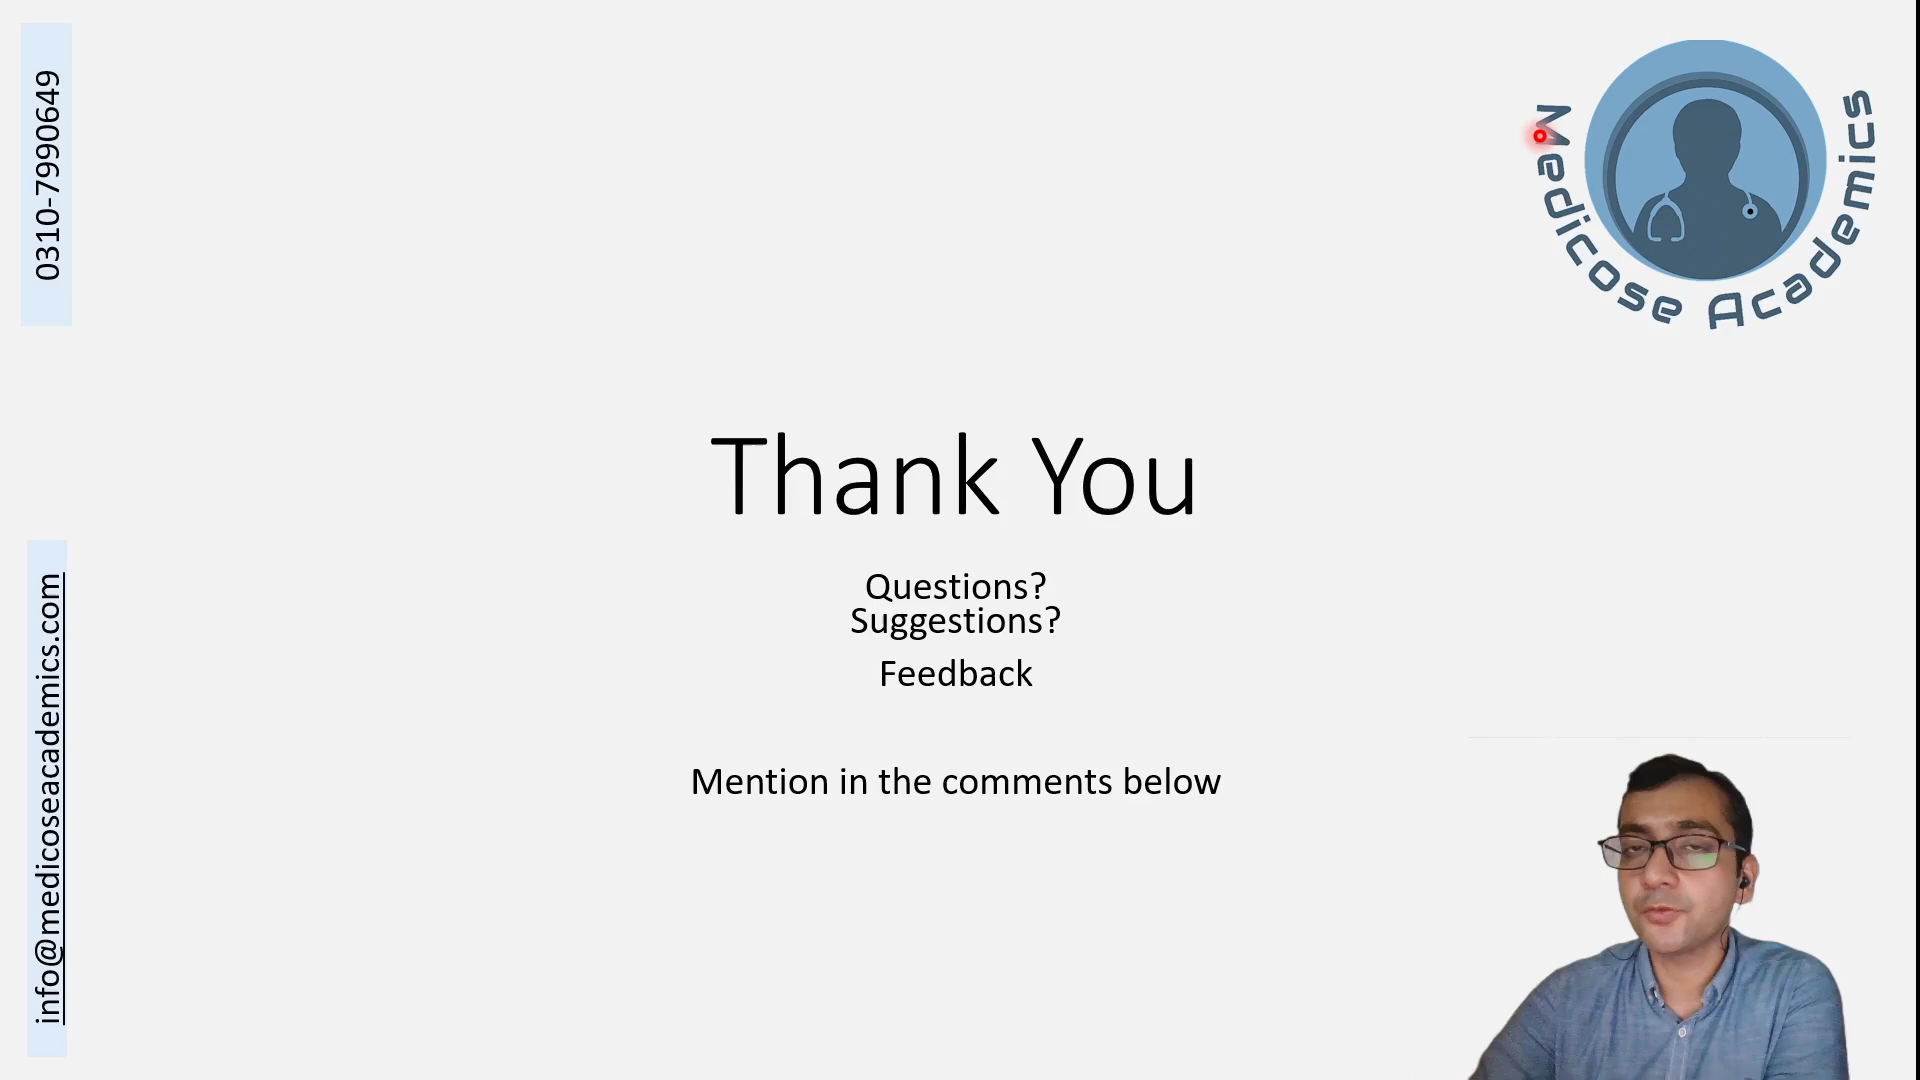 0310-7990649
Medicose Academics
Thank You
Questions?
Suggestions?
Feedback
Mention in the comments below
info@medicoseacademics.com